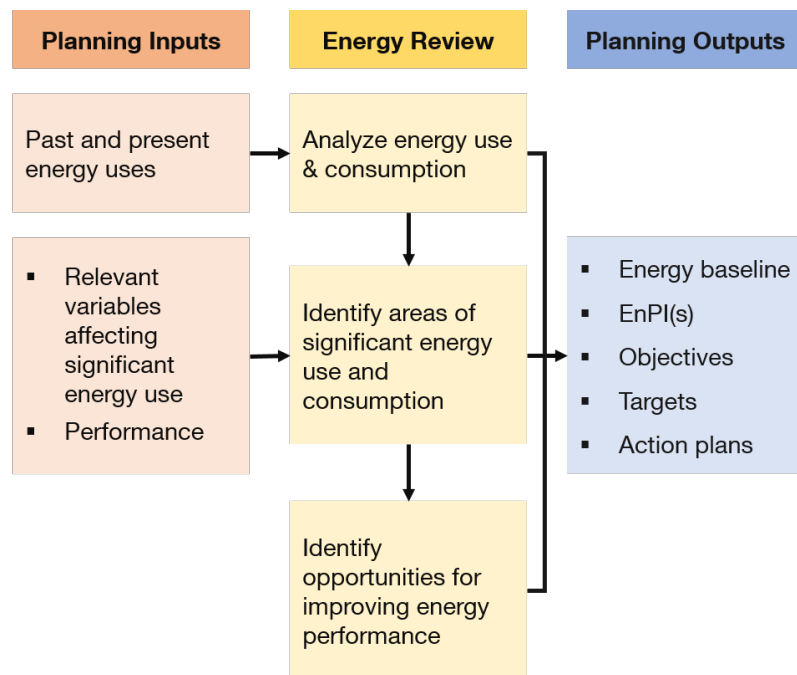 Planning Inputs
Energy Review
Planning Outputs
Past and present
energy uses
Analyze energy use
& consumption
▪ Relevant
variables
affecting
significant
energy use
▪ Performance
Identify areas of
significant energy
use and
consumption
▪ Energy baseline
▪ EnPI(s)
▪ Objectives
▪ Targets
▪ Action plans
Identify
opportunities for
improving energy
performance